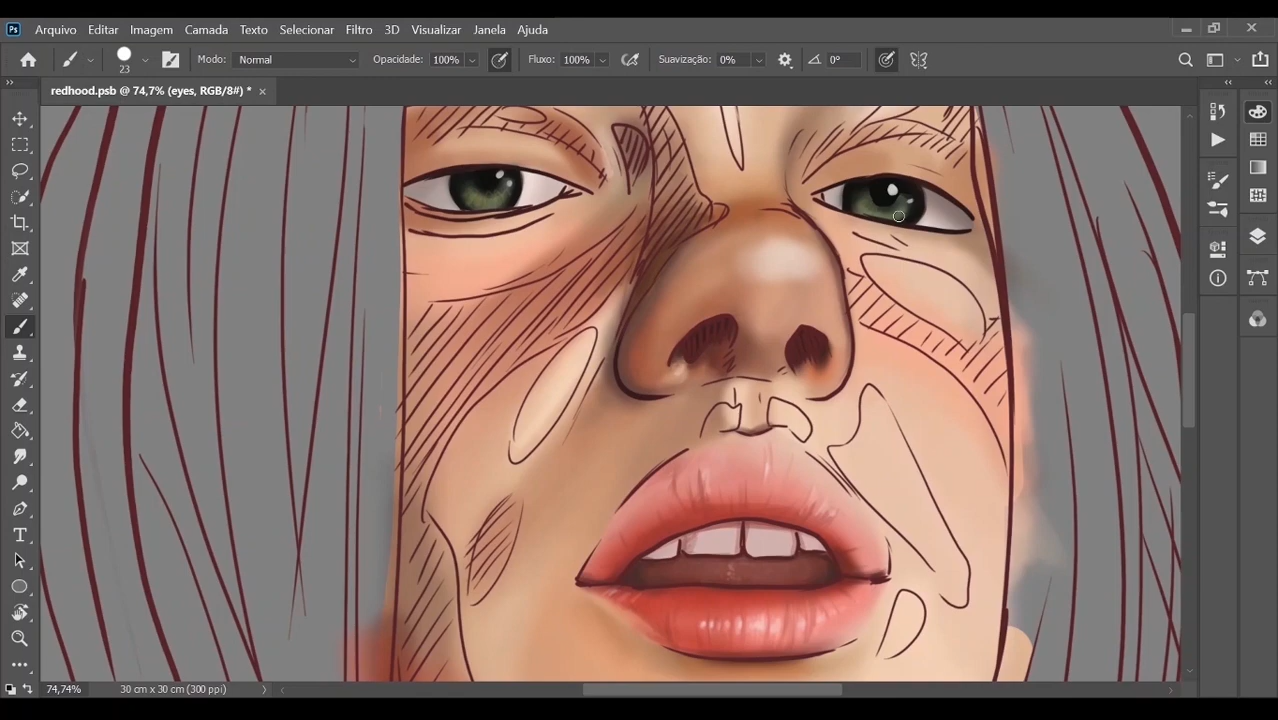 Ps Arquivo Editar Imagem Camada Texto Selecionar Filtro 3D Visualizar Janela Ajuda
23 Modo: Normal Opacidade: 100% Fluxo: 100% Suavização: 0% 0°
redhood.psb @ 74,7% (eyes, RGB/8#) *
74,74% 30 cm x 30 cm (300 ppi)